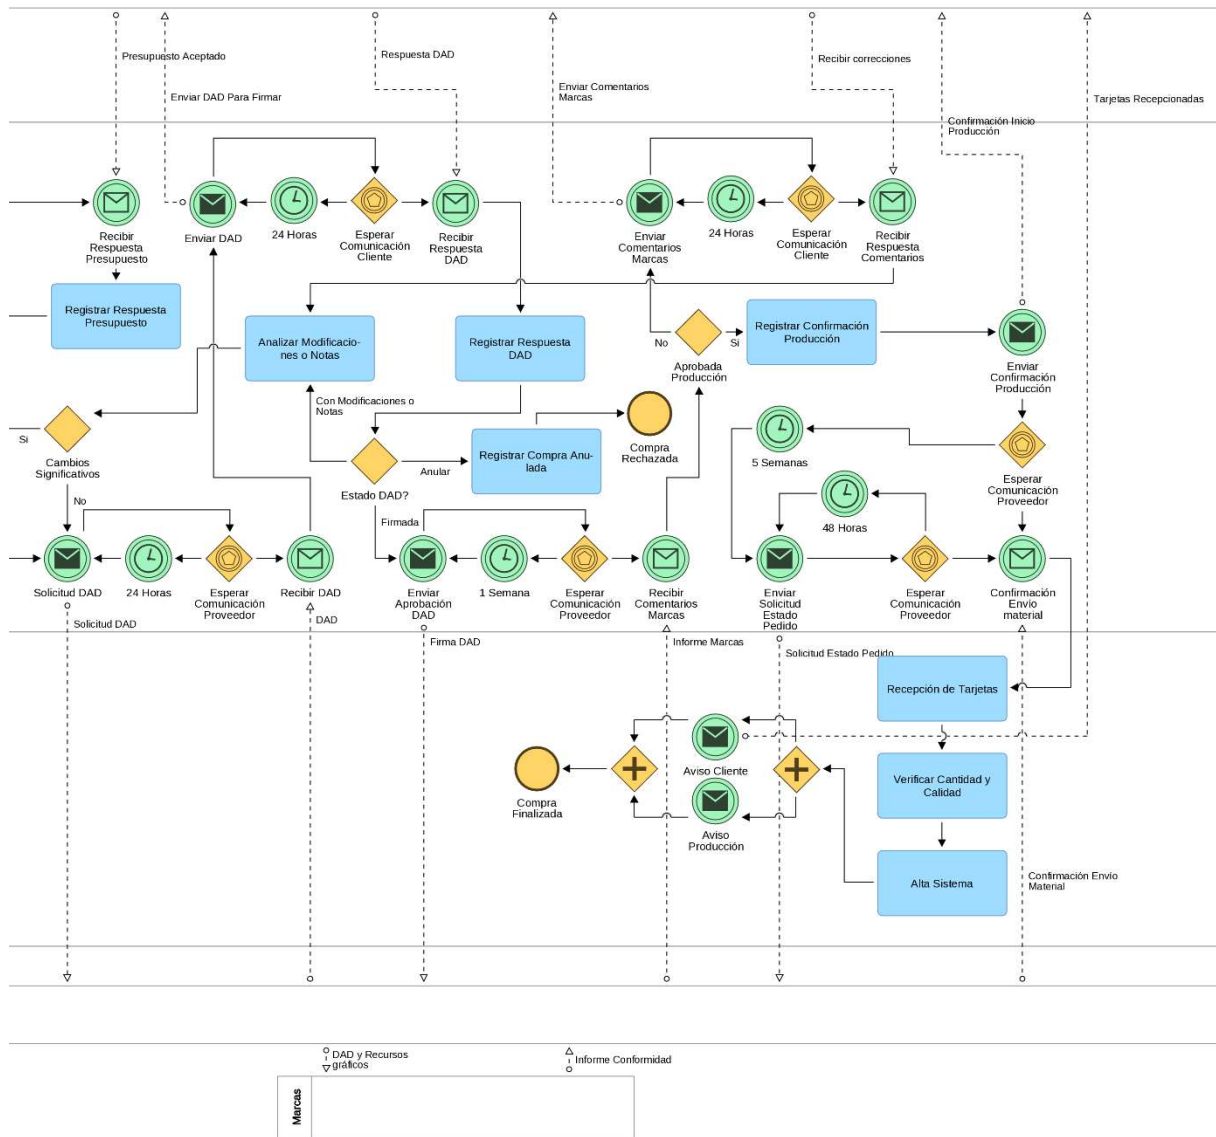 Presupuesto Aceptado
Enviar DAD Para Firmar
Respuesta DAD
Enviar Comentarios
Marcas
Recibir correcciones
Confirmación Inicio
Producción
Tarjetas Recepcionadas
Recibir
Respuesta
Presupuesto
Enviar DAD
24 Horas
Esperar
Comunicación
Cliente
Recibir
Respuesta
DAD
Enviar
Comentarios
Marcas
24 Horas
Esperar
Comunicación
Cliente
Recibir
Respuesta
Comentarios
Registrar Respuesta
Presupuesto
Analizar Modificacio-
nes o Notas
Registrar Respuesta
DAD
No
Aprobada
Producción
Si
Registrar Confirmación
Producción
Enviar
Confirmación
Producción
Si
Cambios
Significativos
No
Con Modificaciones o
Notas
Estado DAD?
Anular
Firmada
Registrar Compra Anu-
lada
Compra
Rechazada
5 Semanas
Esperar
Comunicación
Proveedor
48 Horas
Solicitud DAD
24 Horas
Esperar
Comunicación
Proveedor
Recibir DAD
Enviar
Aprobación
DAD
1 Semana
Esperar
Comunicación
Proveedor
Recibir
Comentarios
Marcas
Enviar
Solicitud
Estado
Pedido
Esperar
Comunicación
Proveedor
Confirmación
Envío
material
Solicitud DAD
DAD
Firma DAD
Informe Marcas
Solicitud Estado Pedido
Recepción de Tarjetas
Aviso Cliente
Compra
Finalizada
Aviso
Producción
Verificar Cantidad y
Calidad
Alta Sistema
Confirmación Envío
Material
DAD y Recursos
gráficos
Informe Conformidad
Marcas